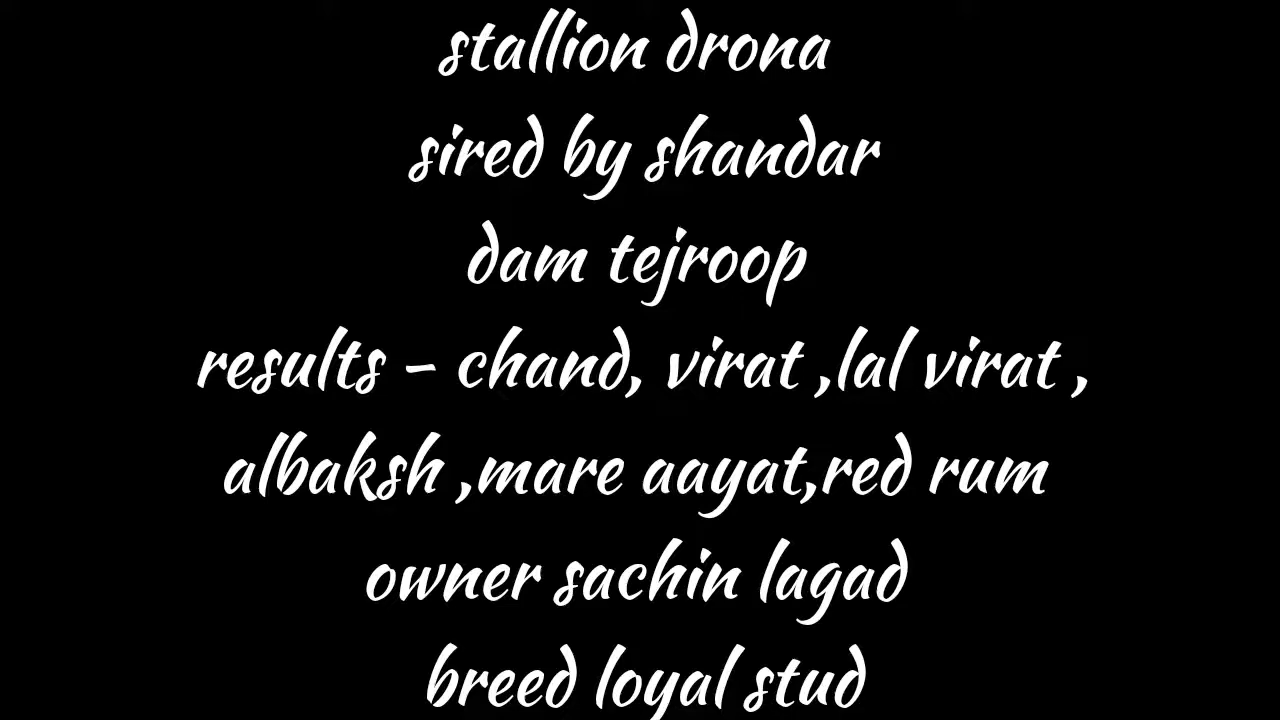 stallion drona
sired by shandar
dam tejroop
results - chand, virat ,lal virat ,
albaksh ,mare aayat,red rum
owner sachin lagad
breed loyal stud